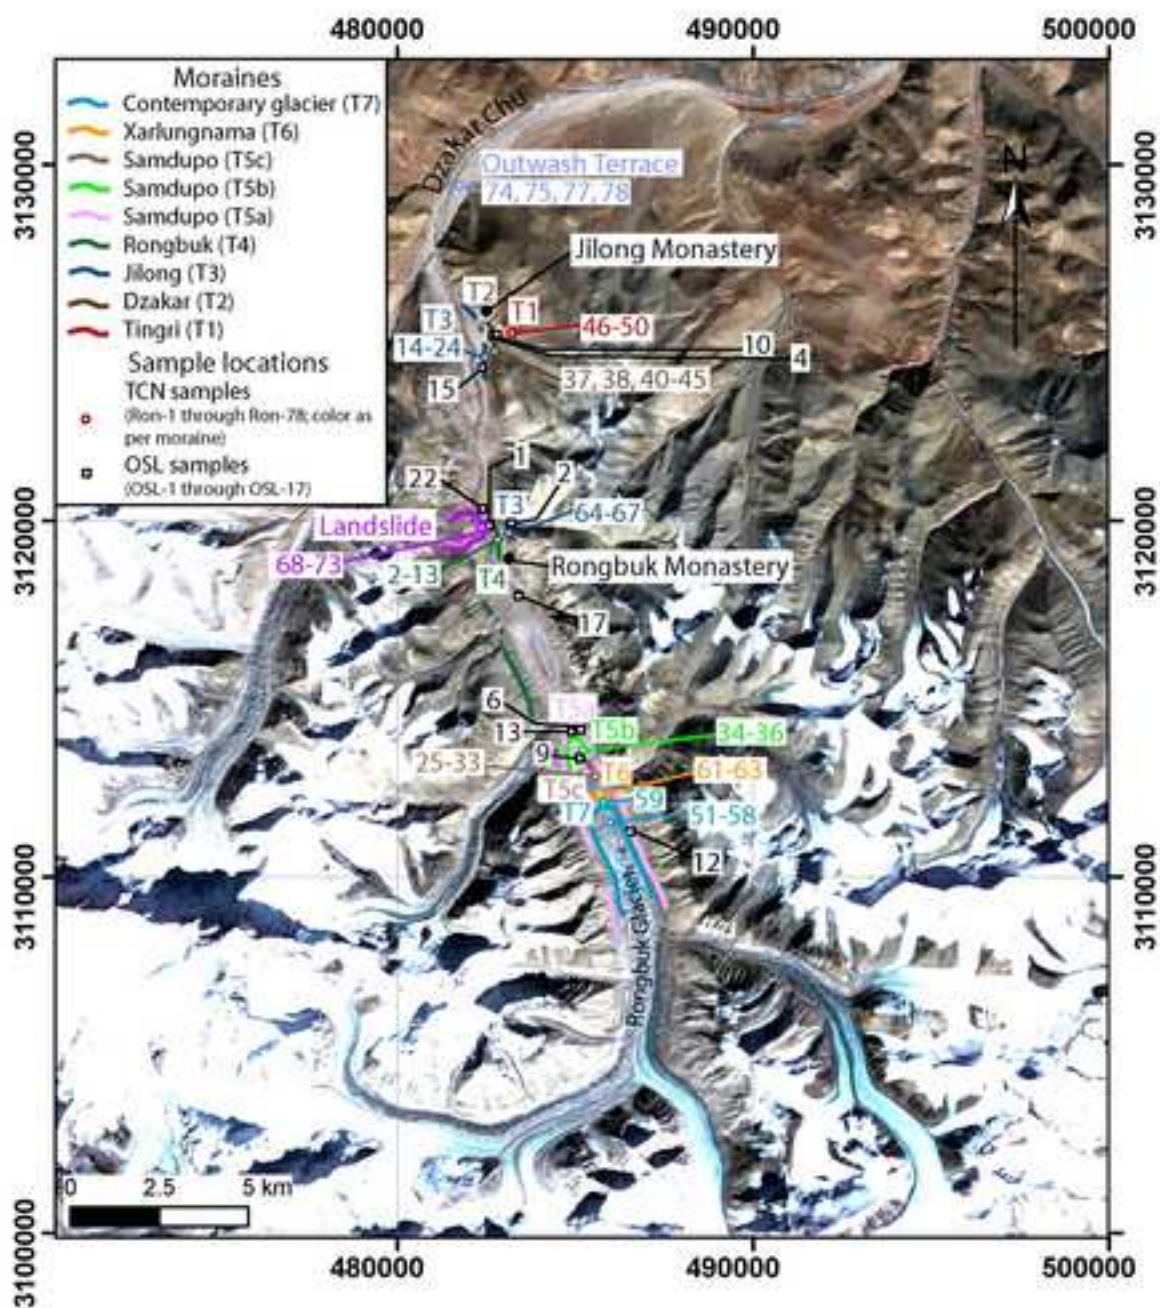 480000
490000
500000
Moraines
Contemporary glacier (T7)
Xarlungnama (T6)
Samdupo (T5c)
Samdupo (T5b)
Samdupo (T5a)
Rongbuk (T4)
Jilong (T3)
Dzakar (T2)
Tingri (T1)
Sample locations
TCN samples
(Ron-1 through Ron-78; color as
per moraine)
OSL samples
(OSL-1 through OSL-17)
Dzakar Chu
3130000
3130000
N
Outwash Terrace
74, 75, 77, 78
Jilong Monastery
T2
T1
T3
46-50
14-24
10
4
37, 38, 40-45
15
1
22
2
T3'
64-67
3120000
3120000
Landslide
68-73
2-13
T4
Rongbuk Monastery
17
6
T5a
13
T5b
34-36
9
25-33
T6
61-63
T5c
59
T7
51-58
12
3110000
3110000
Rongbuk Glacier
0
2.5
5 km
3100000
480000
490000
500000